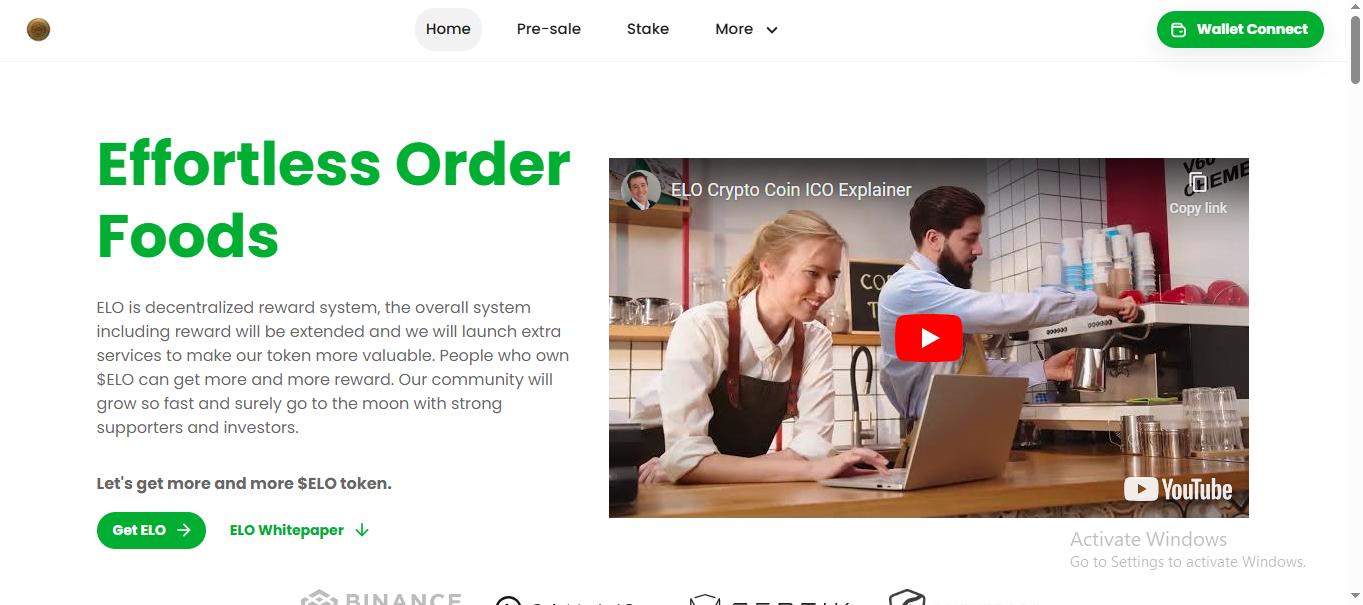 Home Pre-sale Stake More Wallet Connect
Effortless Order
Foods
ELO is decentralized reward system, the overall system
including reward will be extended and we will launch extra
services to make our token more valuable. People who own
$ELO can get more and more reward. Our community will
grow so fast and surely go to the moon with strong
supporters and investors.
Let's get more and more $ELO token.
Get ELO ELO Whitepaper
ELO Crypto Coin ICO Explainer
Copy link
V60
CHEME
YouTube
Activate Windows
Go to Settings to activate Windows.
BINANCE